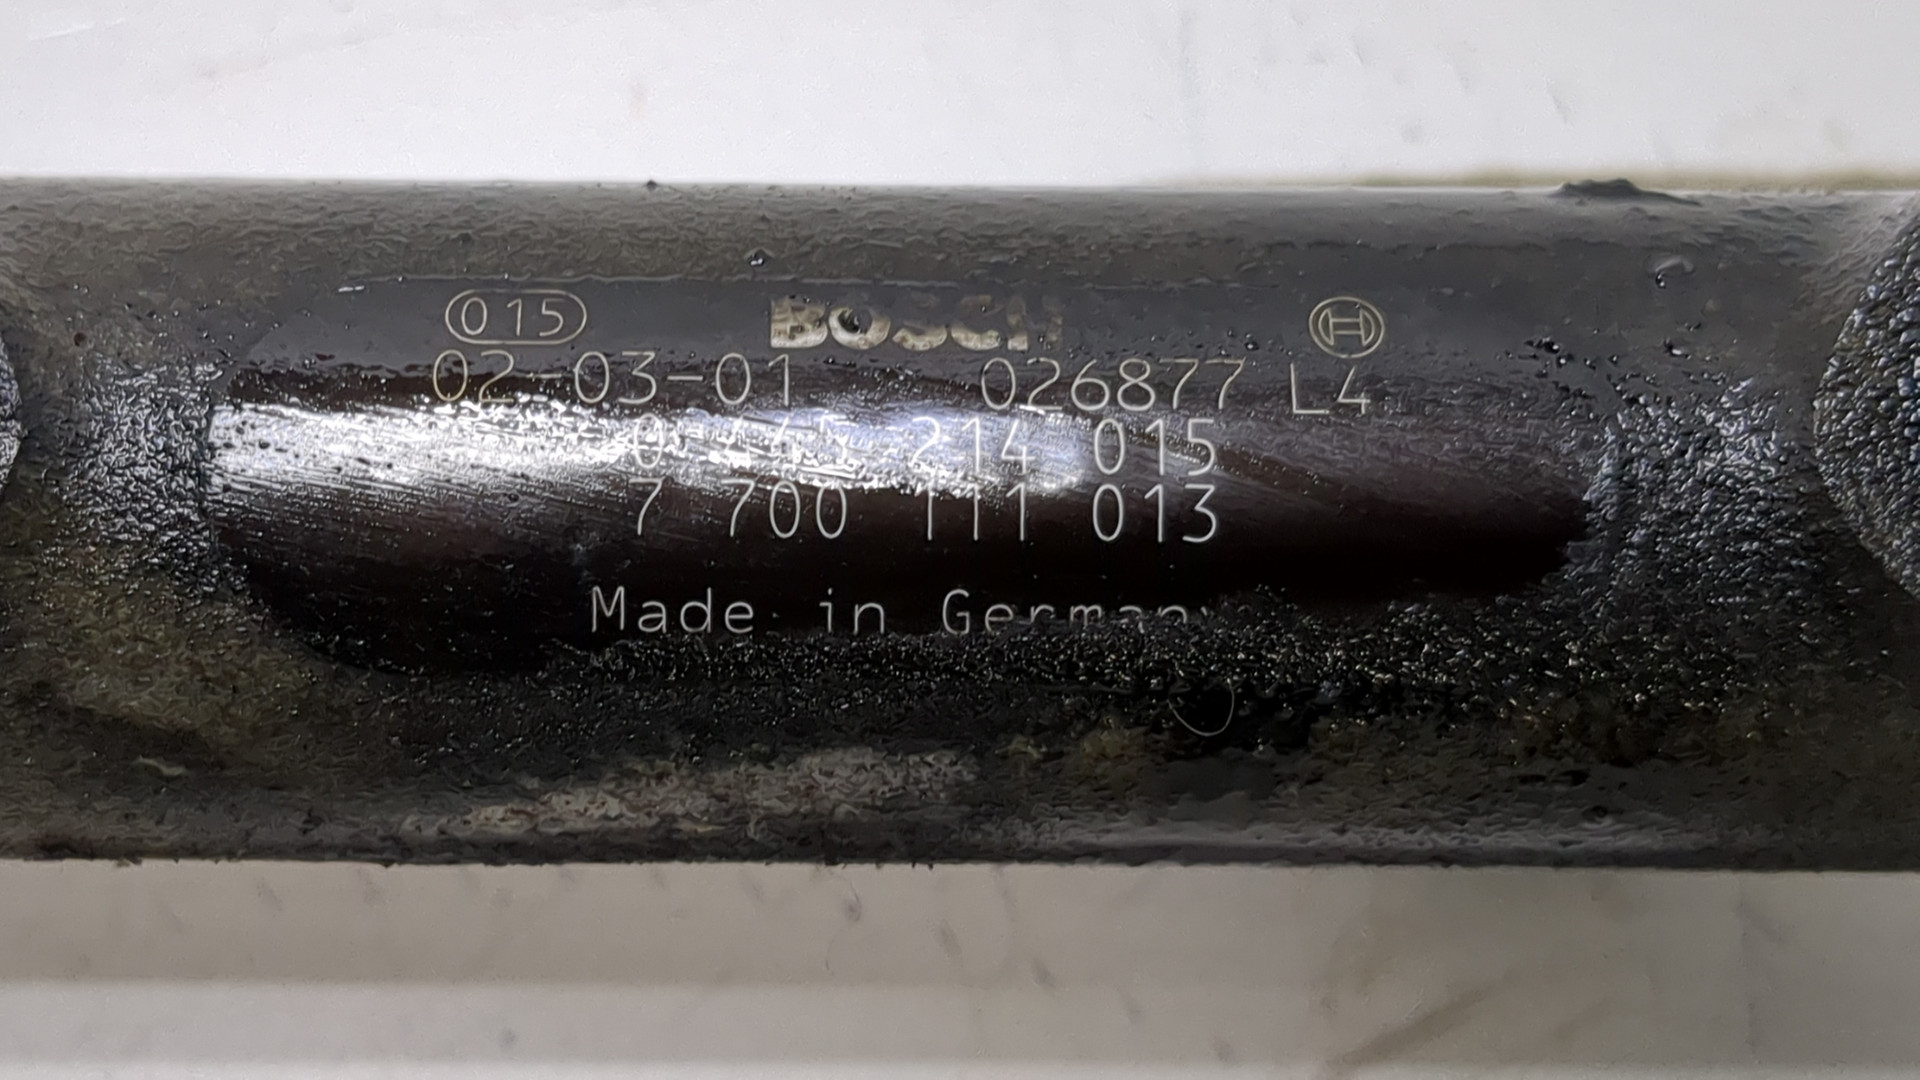 015 BOSCH H
02-03-01 026877 L4
0 445 214 015
7 700 111 013
Made in Germany